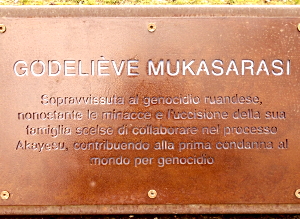 GODELIÈVE MUKASARASI
Sopravvissuta al genocidio ruandese,
nonostante le minacce e l'uccisione della sua
famiglia scelse di collaborare nel processo
Akayesu, contribuendo alla prima condanna al
mondo per genocidio